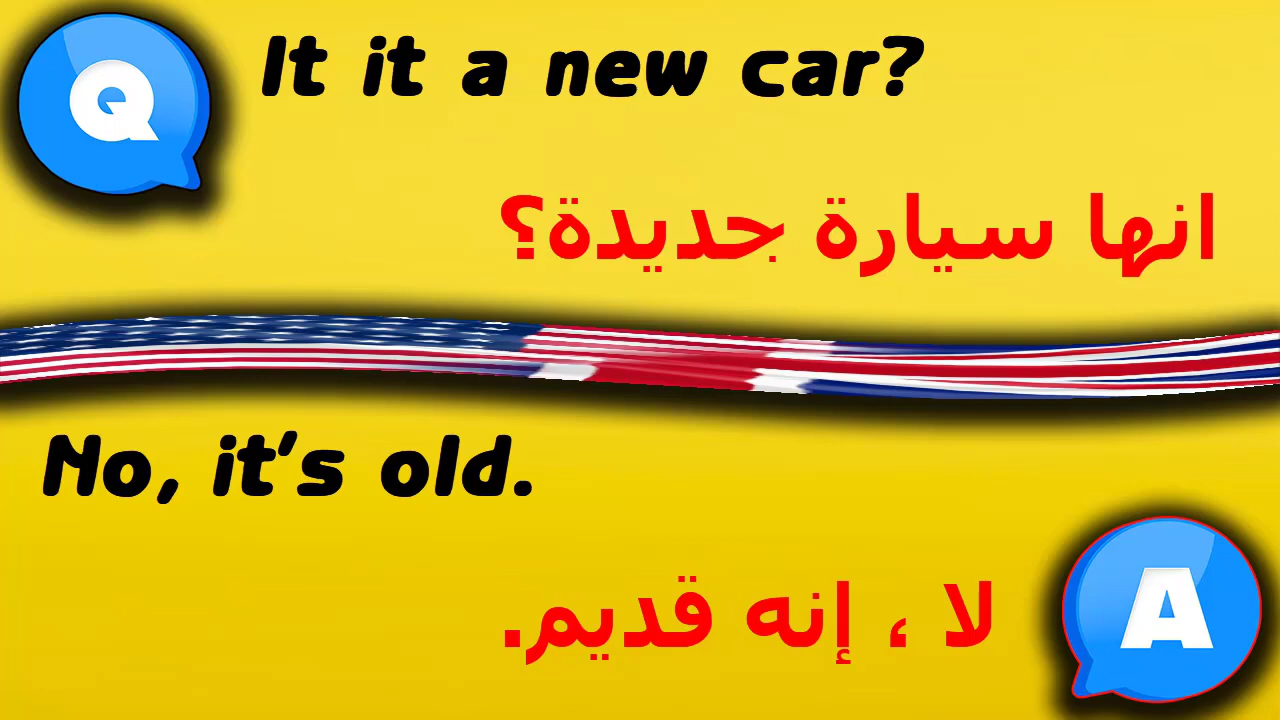 Q
It it a new car?
انها سيارة جديدة؟
No, it's old.
لا ، إنه قديم.
A